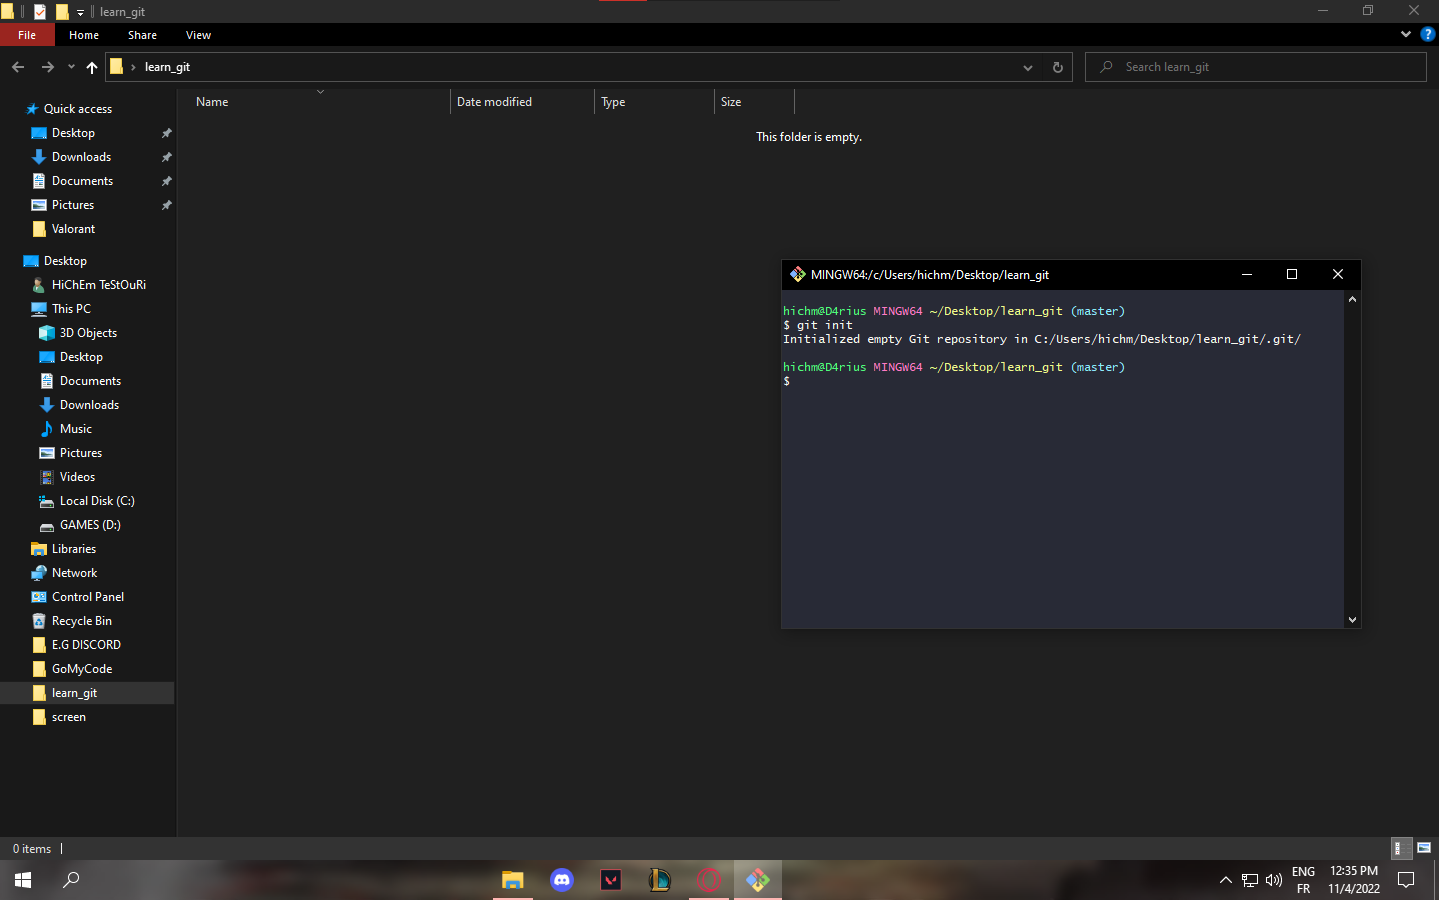 learn_git
File Home Share View
learn_git
Search learn_git
Name Date modified Type Size
This folder is empty.
Quick access
Desktop
Downloads
Documents
Pictures
Valorant
Desktop
HiChEm TeStOuRi
This PC
3D Objects
Desktop
Documents
Downloads
Music
Pictures
Videos
Local Disk (C:)
GAMES (D:)
Libraries
Network
Control Panel
Recycle Bin
E.G DISCORD
GoMyCode
learn_git
screen
MINGW64:/c/Users/hichm/Desktop/learn_git
hichm@D4rius MINGW64 ~/Desktop/learn_git (master)
$ git init
Initialized empty Git repository in C:/Users/hichm/Desktop/learn_git/.git/
hichm@D4rius MINGW64 ~/Desktop/learn_git (master)
$
0 items
ENG
FR
12:35 PM
11/4/2022